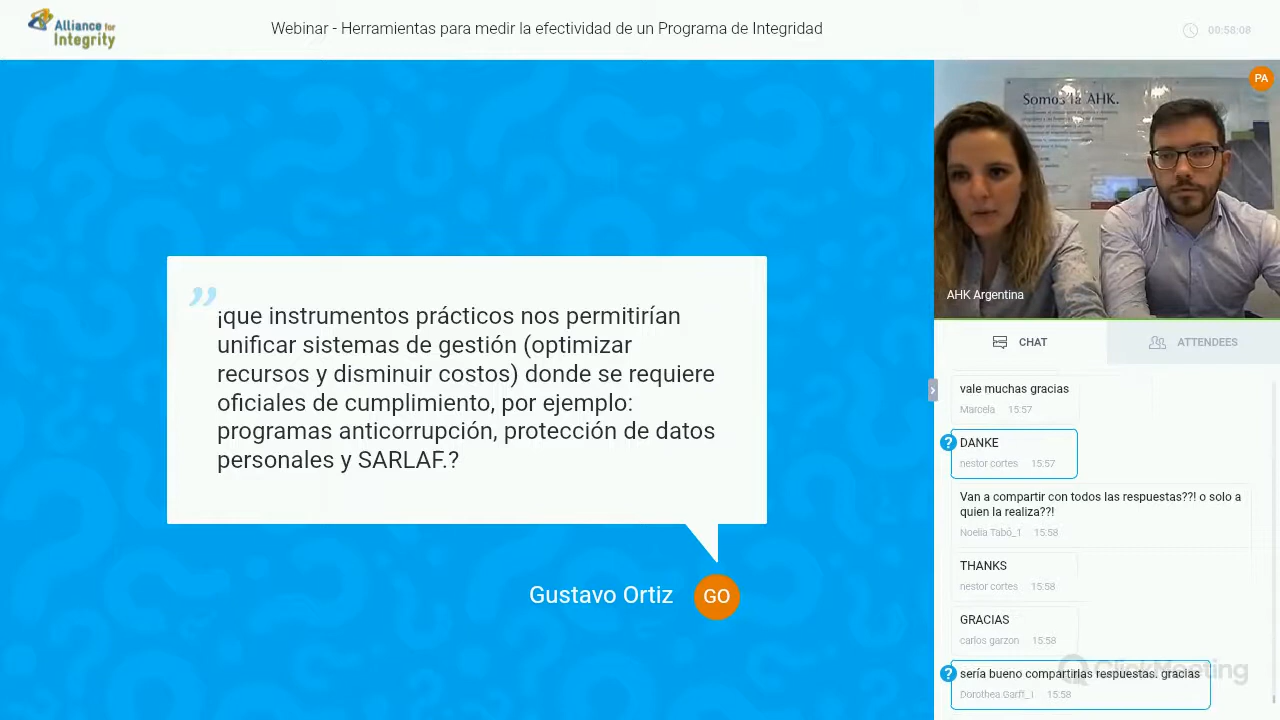 Alliance for
Integrity
Webinar - Herramientas para medir la efectividad de un Programa de Integridad
00:58:08
PA
Somos la AHK.
AHK Argentina
”
¡que instrumentos prácticos nos permitirían
unificar sistemas de gestión (optimizar
recursos y disminuir costos) donde se requiere
oficiales de cumplimiento, por ejemplo:
programas anticorrupción, protección de datos
personales y SARLAF.?
Gustavo Ortiz
GO
CHAT
ATTENDEES
vale muchas gracias
Marcela 15:57
?
DANKE
nestor cortes 15:57
Van a compartir con todos las respuestas??! o solo a
quien la realiza??!
Noelia Tabó_1 15:58
THANKS
nestor cortes 15:58
GRACIAS
carlos garzon 15:58
?
sería bueno compartirlas respuestas. gracias
Dorothea.Garff_1 15:58
ClickMeeting